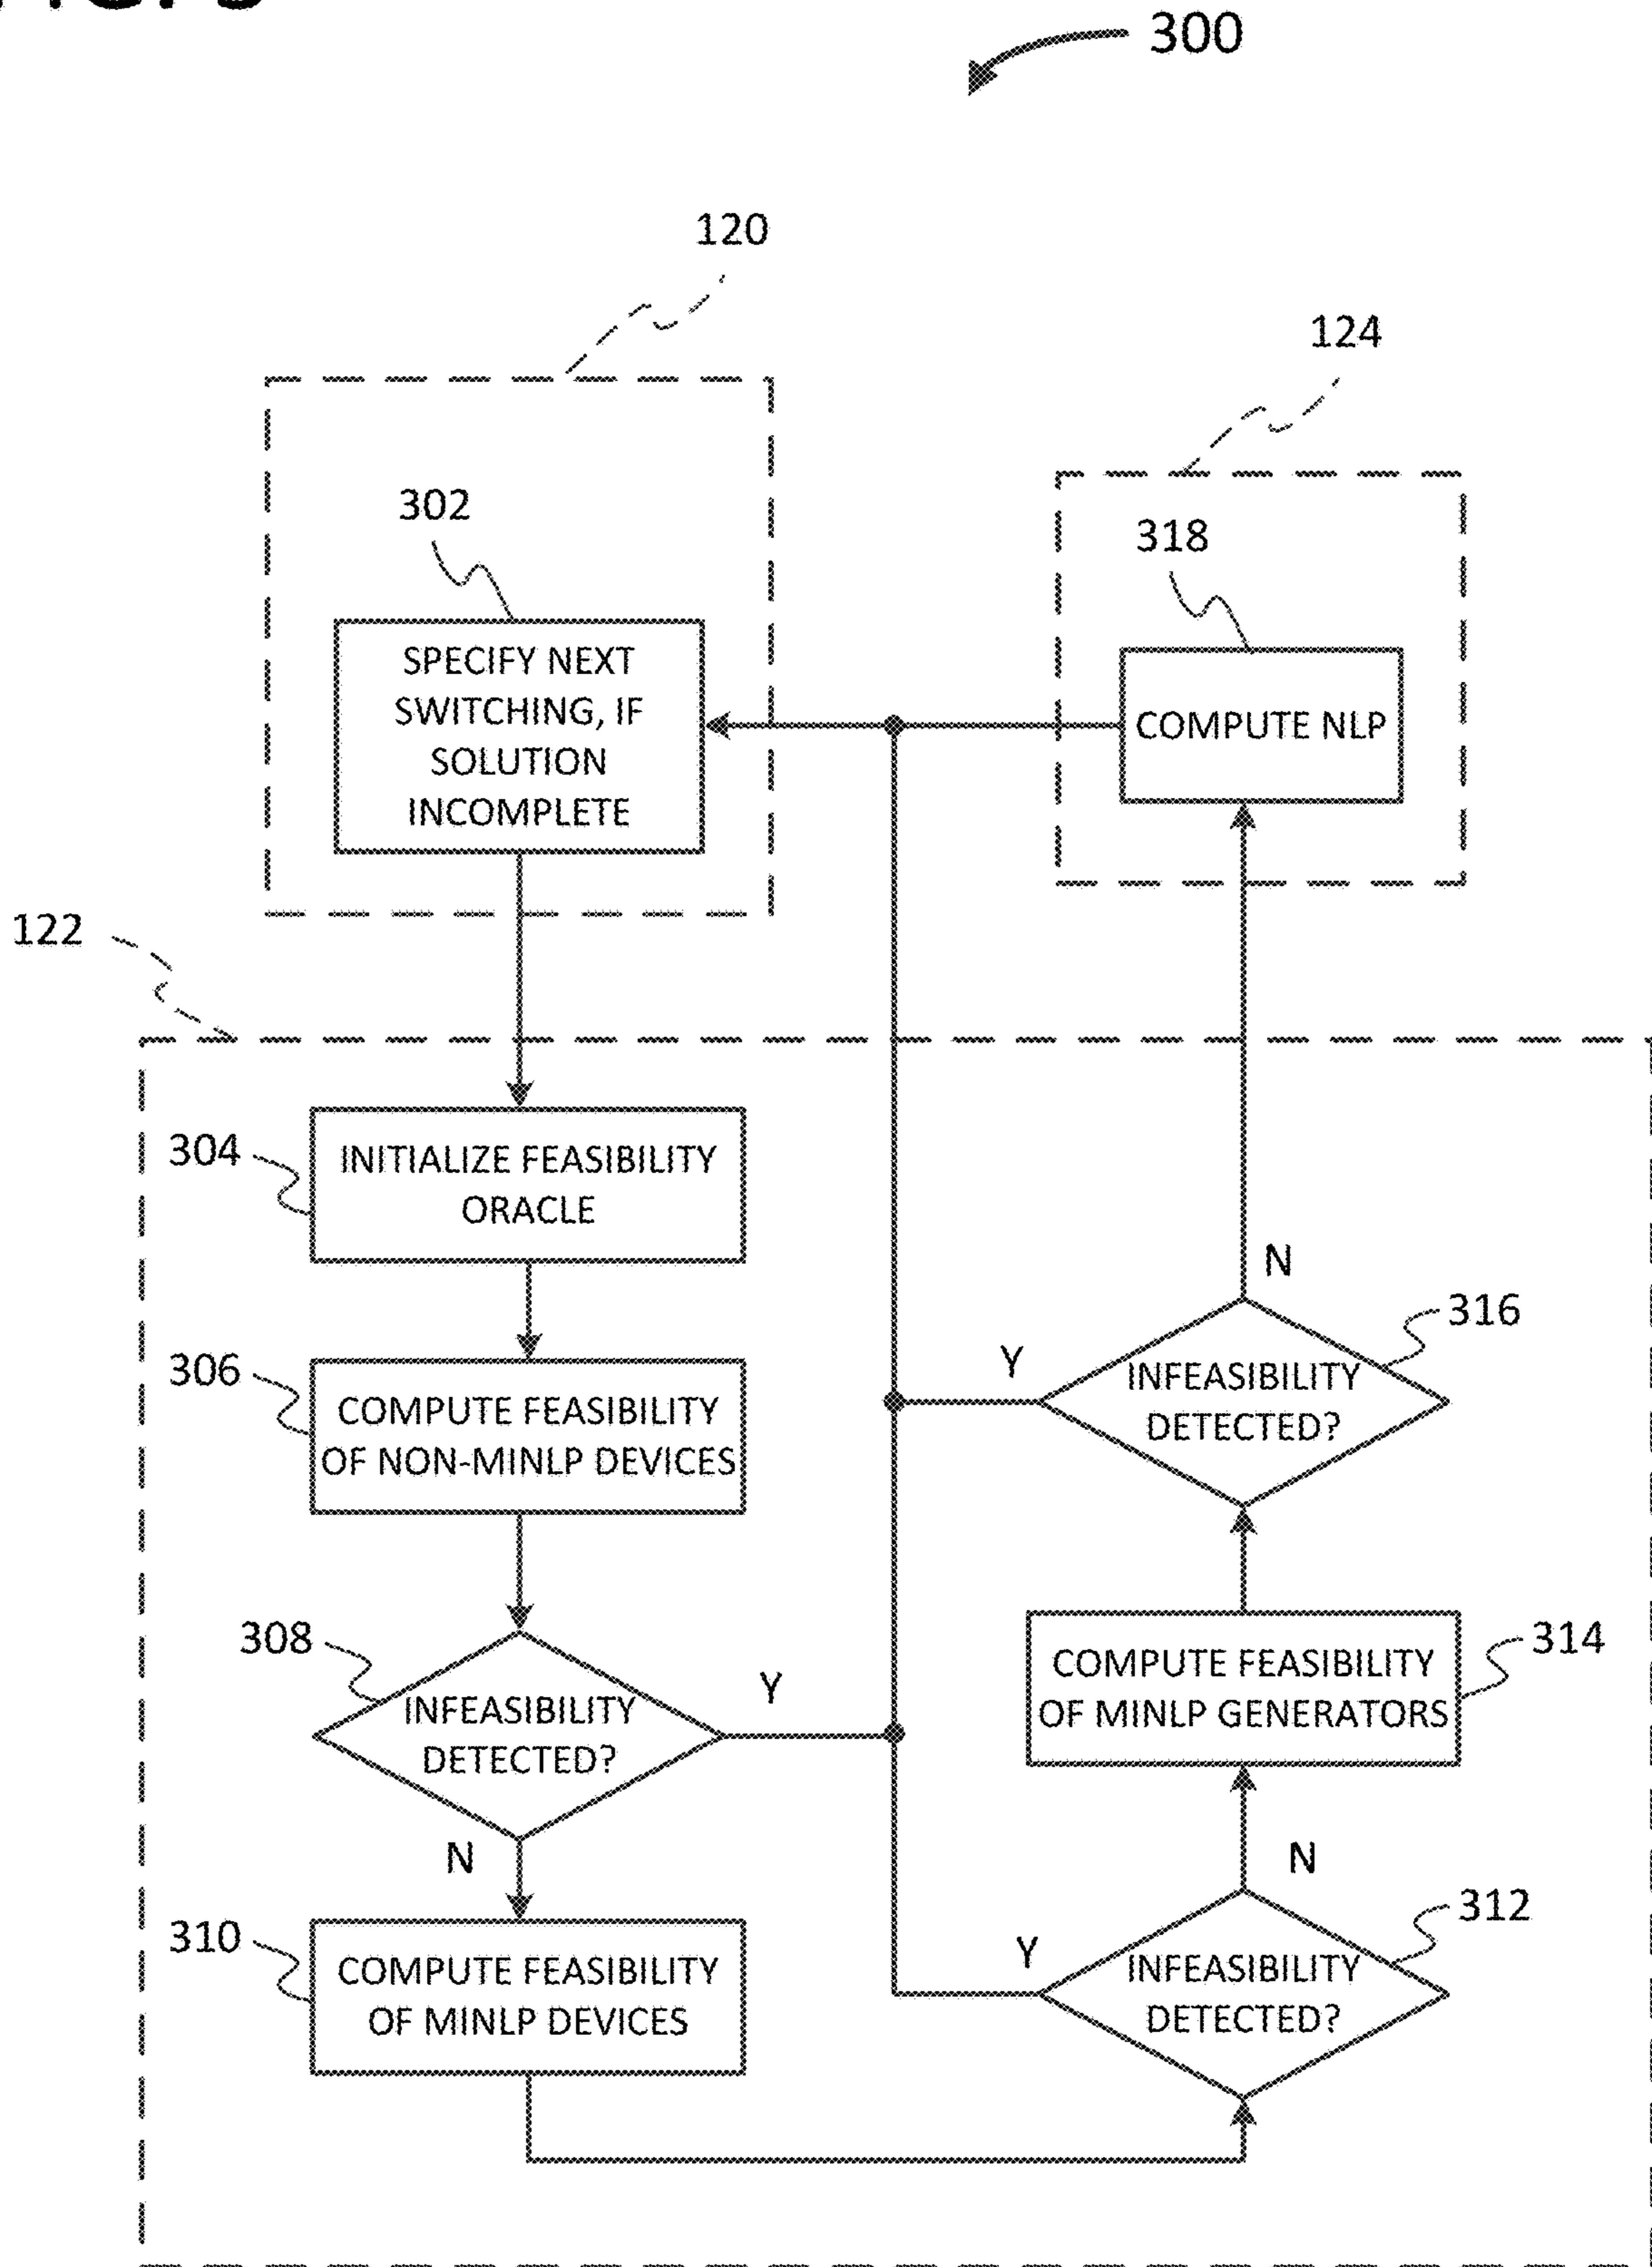 300
120
124
302
318
SPECIFY NEXT
SWITCHING, IF
SOLUTION
INCOMPLETE
COMPUTE NLP
122
304
INITIALIZE FEASIBILITY
ORACLE
N
316
306
Y
INFEASIBILITY
DETECTED?
COMPUTE FEASIBILITY
OF NON-MINLP DEVICES
308
314
Y
INFEASIBILITY
DETECTED?
COMPUTE FEASIBILITY
OF MINLP GENERATORS
N
N
310
312
Y
COMPUTE FEASIBILITY
OF MINLP DEVICES
INFEASIBILITY
DETECTED?